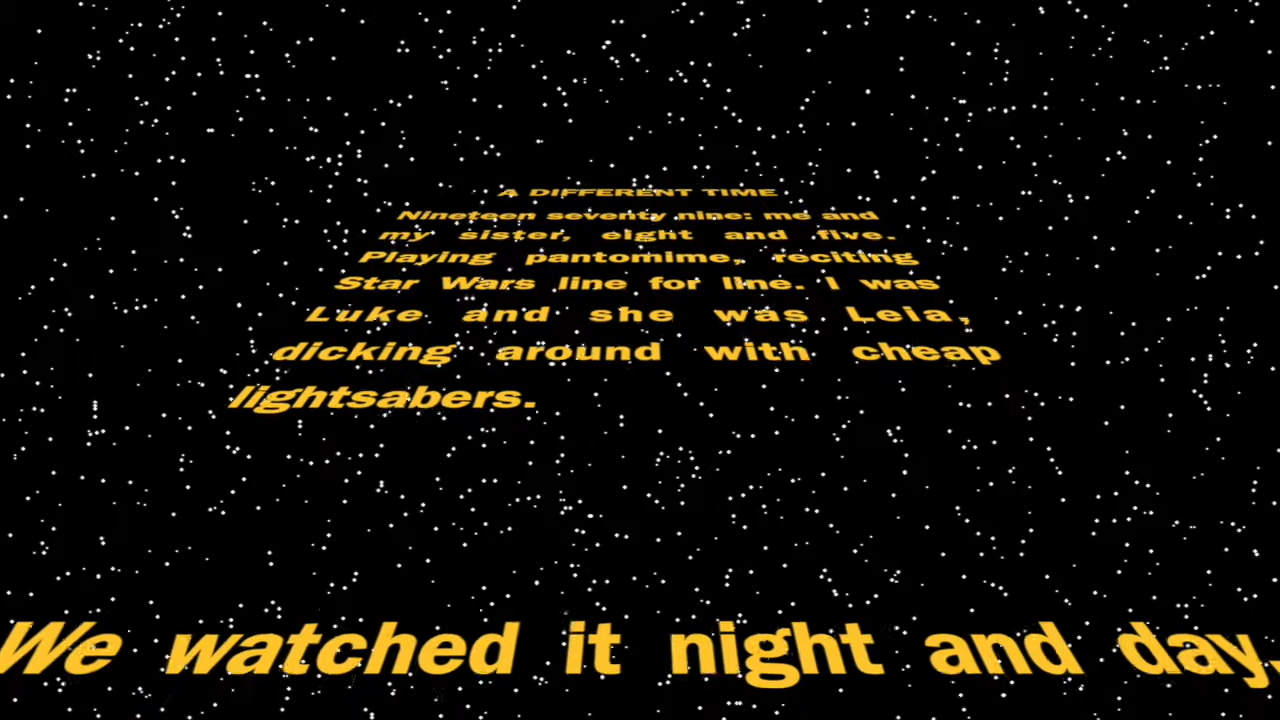 A DIFFERENT TIME
Nineteen seventy nine: me and
my sister, eight and five.
Playing pantomime, reciting
Star Wars line for line. I was
Luke and she was Leia,
dicking around with cheap
lightsabers.
We watched it night and day,